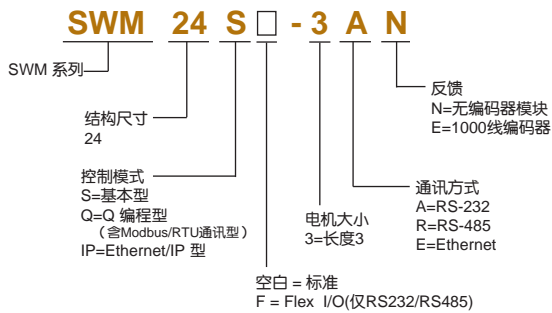 SWM 24 S□ - 3 A N
SWM 系列
反馈
N=无编码器模块
E=1000线编码器
结构尺寸
24
控制模式
S=基本型
Q=Q 编程型
（含Modbus/RTU通讯型）
IP=Ethernet/IP 型
电机大小
3=长度3
通讯方式
A=RS-232
R=RS-485
E=Ethernet
空白 = 标准
F = Flex I/O(仅RS232/RS485)